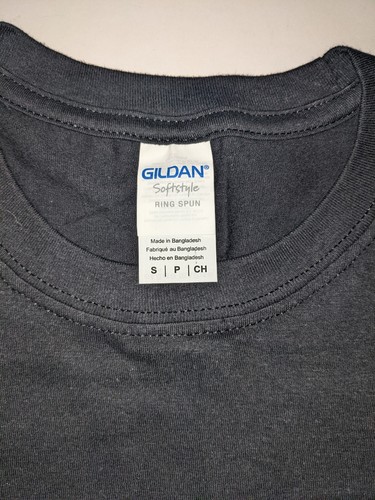 GILDAN®
Softstyle
RING SPUN
Made in Bangladesh
Fabriqué au Bangladesh
Hecho en Bangladesh
S | P | CH